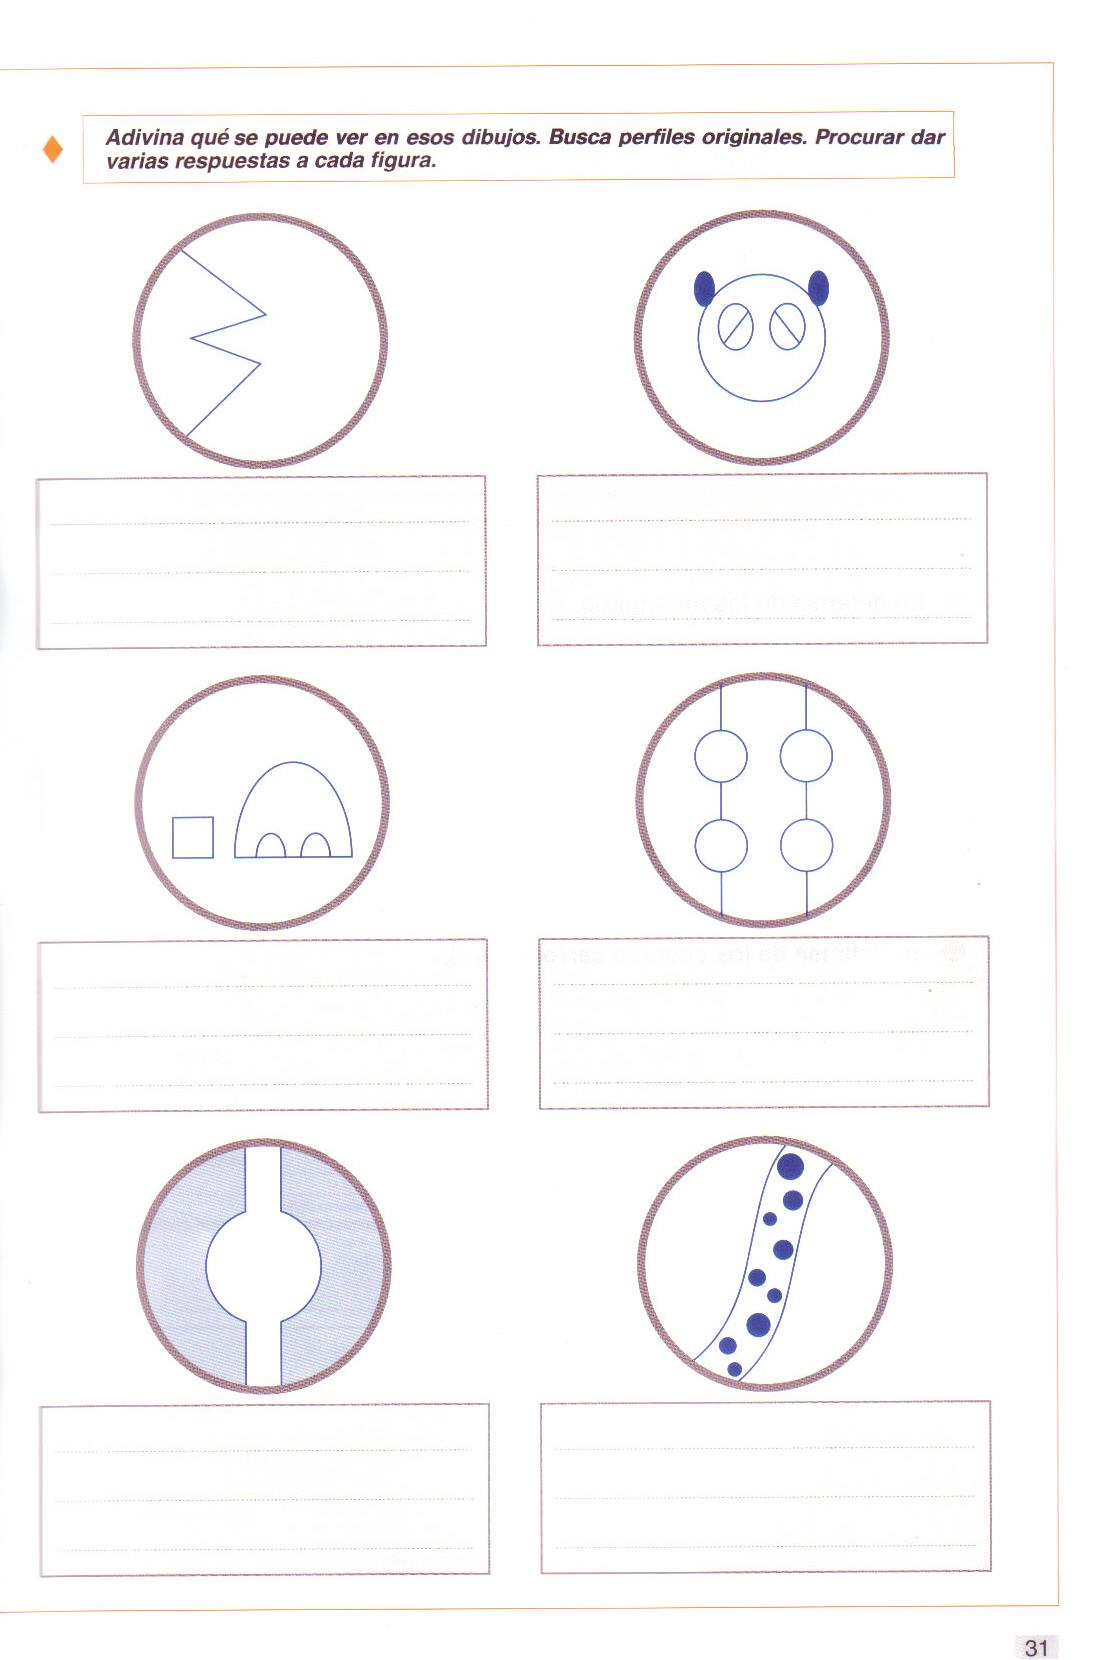 Adivina qué se puede ver en esos dibujos. Busca perfiles originales. Procurar dar
varias respuestas a cada figura.
31